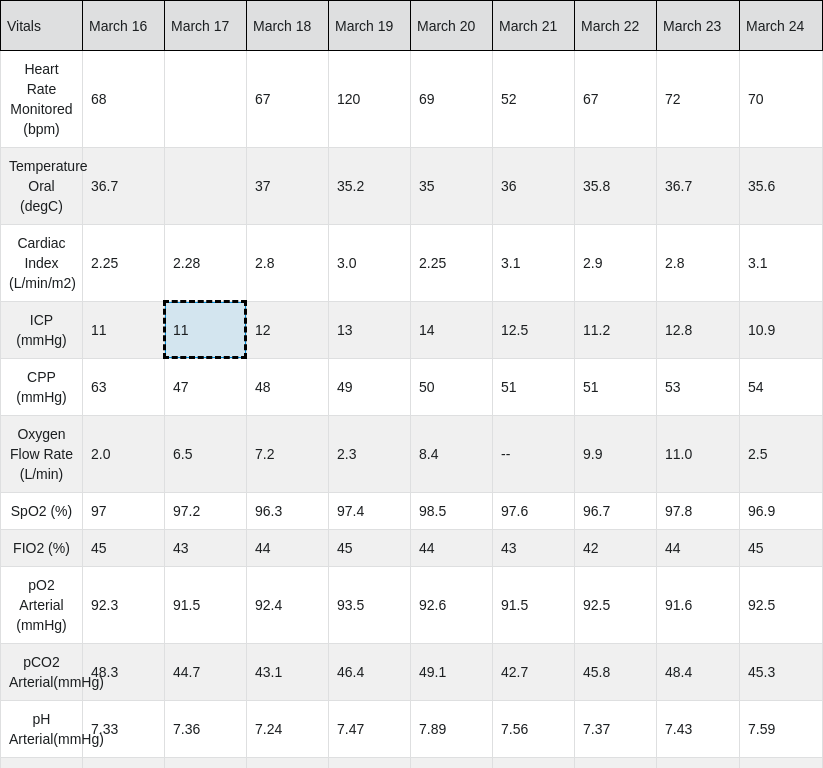 Vitals March 16 March 17 March 18 March 19 March 20 March 21 March 22 March 23 March 24
Heart
Rate
Monitored
(bpm)
68 67 120 69 52 67 72 70
Temperature
Oral
(degC)
36.7 37 35.2 35 36 35.8 36.7 35.6
Cardiac
Index
(L/min/m2)
2.25 2.28 2.8 3.0 2.25 3.1 2.9 2.8 3.1
ICP
(mmHg)
11 11 12 13 14 12.5 11.2 12.8 10.9
CPP
(mmHg)
63 47 48 49 50 51 51 53 54
Oxygen
Flow Rate
(L/min)
2.0 6.5 7.2 2.3 8.4 -- 9.9 11.0 2.5
SpO2 (%) 97 97.2 96.3 97.4 98.5 97.6 96.7 97.8 96.9
FIO2 (%) 45 43 44 45 44 43 42 44 45
pO2
Arterial
(mmHg)
92.3 91.5 92.4 93.5 92.6 91.5 92.5 91.6 92.5
pCO2
Arterial(mmHg)
48.3 44.7 43.1 46.4 49.1 42.7 45.8 48.4 45.3
pH
Arterial(mmHg)
7.33 7.36 7.24 7.47 7.89 7.56 7.37 7.43 7.59